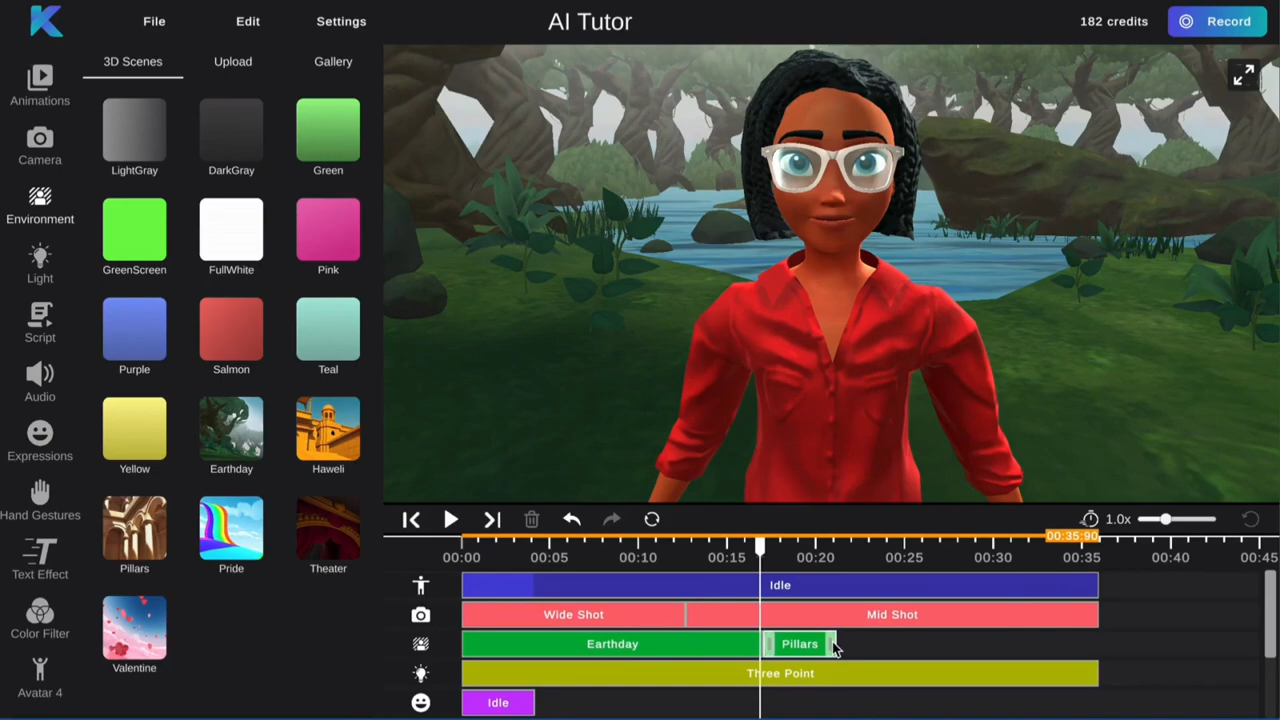 File Edit Settings AI Tutor 182 credits Record
3D Scenes Upload Gallery
Animations
Camera
Environment
Light
Script
Audio
Expressions
Hand Gestures
Text Effect
Color Filter
Avatar 4
LightGray DarkGray Green
GreenScreen FullWhite Pink
Purple Salmon Teal
Yellow Earthday Haweli
Pillars Pride Theater
Valentine
1.0x
00:35:90
00:00 00:05 00:10 00:15 00:20 00:25 00:30 00:35 00:40 00:45
Idle
Wide Shot Mid Shot
Earthday Pillars
Three Point
Idle